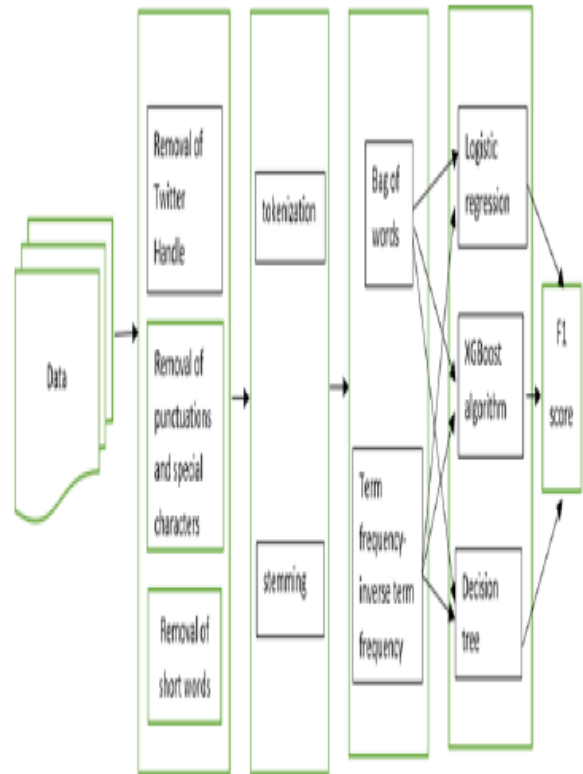 Data
Removal of
Twitter
Handle
Removal of
punctuations
and special
characters
Removal of
short words
tokenization
stemming
Bag of
words
Term
frequency-
inverse term
frequency
Logistic
regression
XGBoost
algorithm
Decision
tree
F1
score